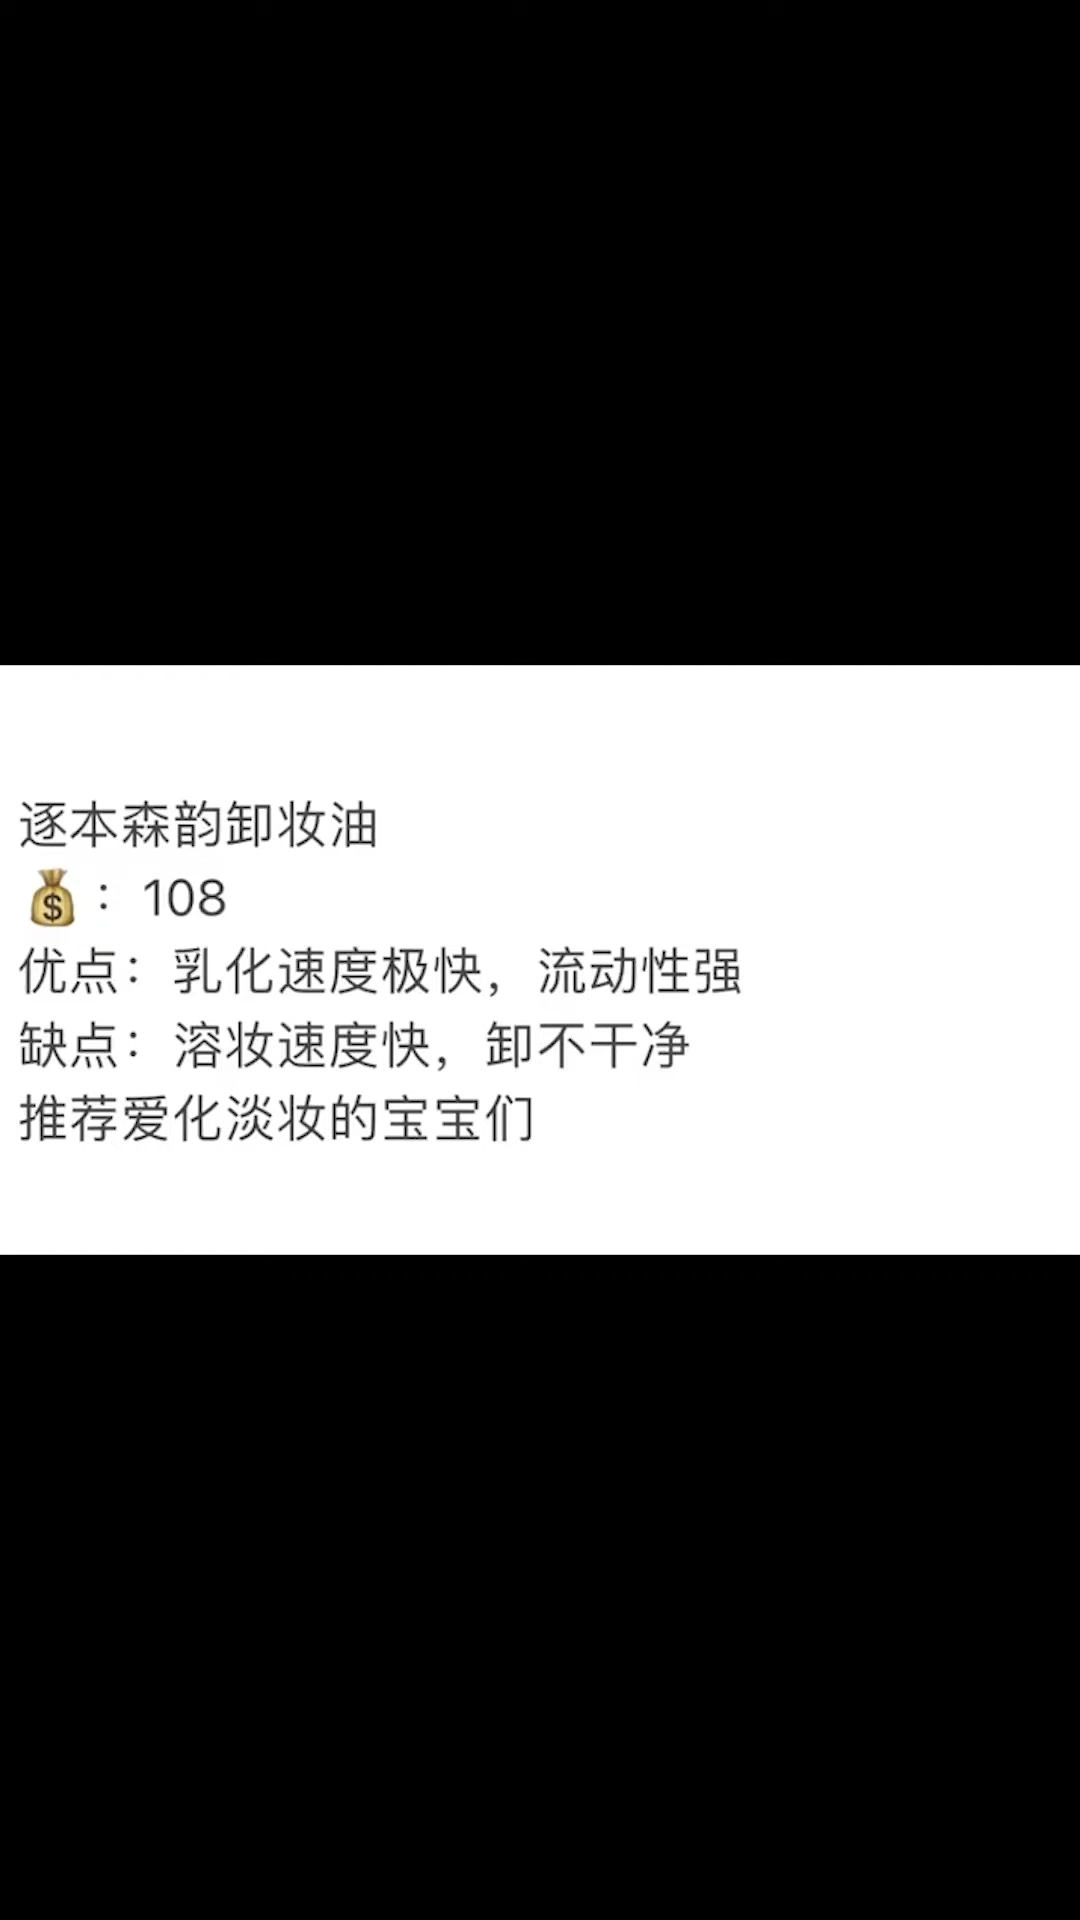 逐本森韵卸妆油
💰：108
优点：乳化速度极快，流动性强
缺点：溶妆速度快，卸不干净
推荐爱化淡妆的宝宝们